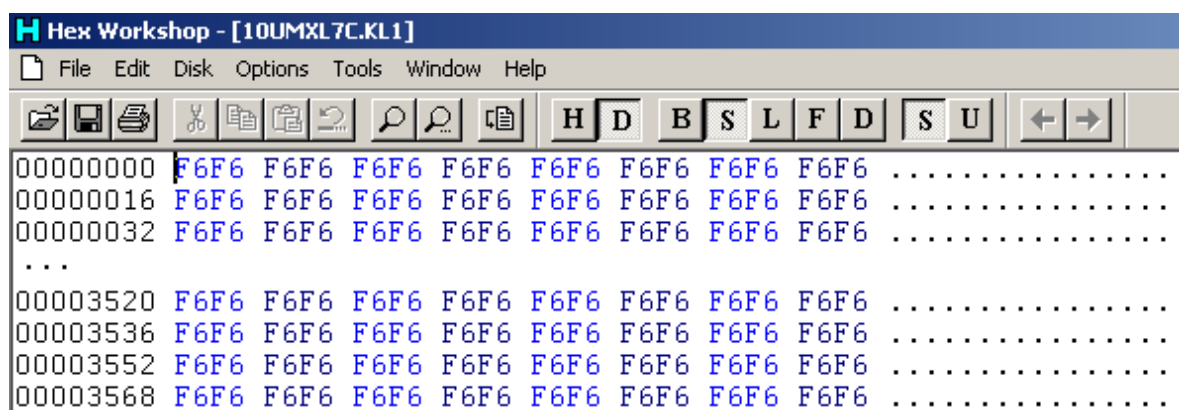 Hex Workshop - [10UMXL7C.KL1]
File Edit Disk Options Tools Window Help
H D B S L F D S U
00000000 F6F6 F6F6 F6F6 F6F6 F6F6 F6F6 F6F6 F6F6 ................
00000016 F6F6 F6F6 F6F6 F6F6 F6F6 F6F6 F6F6 F6F6 ................
00000032 F6F6 F6F6 F6F6 F6F6 F6F6 F6F6 F6F6 F6F6 ................
...
00003520 F6F6 F6F6 F6F6 F6F6 F6F6 F6F6 F6F6 F6F6 ................
00003536 F6F6 F6F6 F6F6 F6F6 F6F6 F6F6 F6F6 F6F6 ................
00003552 F6F6 F6F6 F6F6 F6F6 F6F6 F6F6 F6F6 F6F6 ................
00003568 F6F6 F6F6 F6F6 F6F6 F6F6 F6F6 F6F6 F6F6 ................